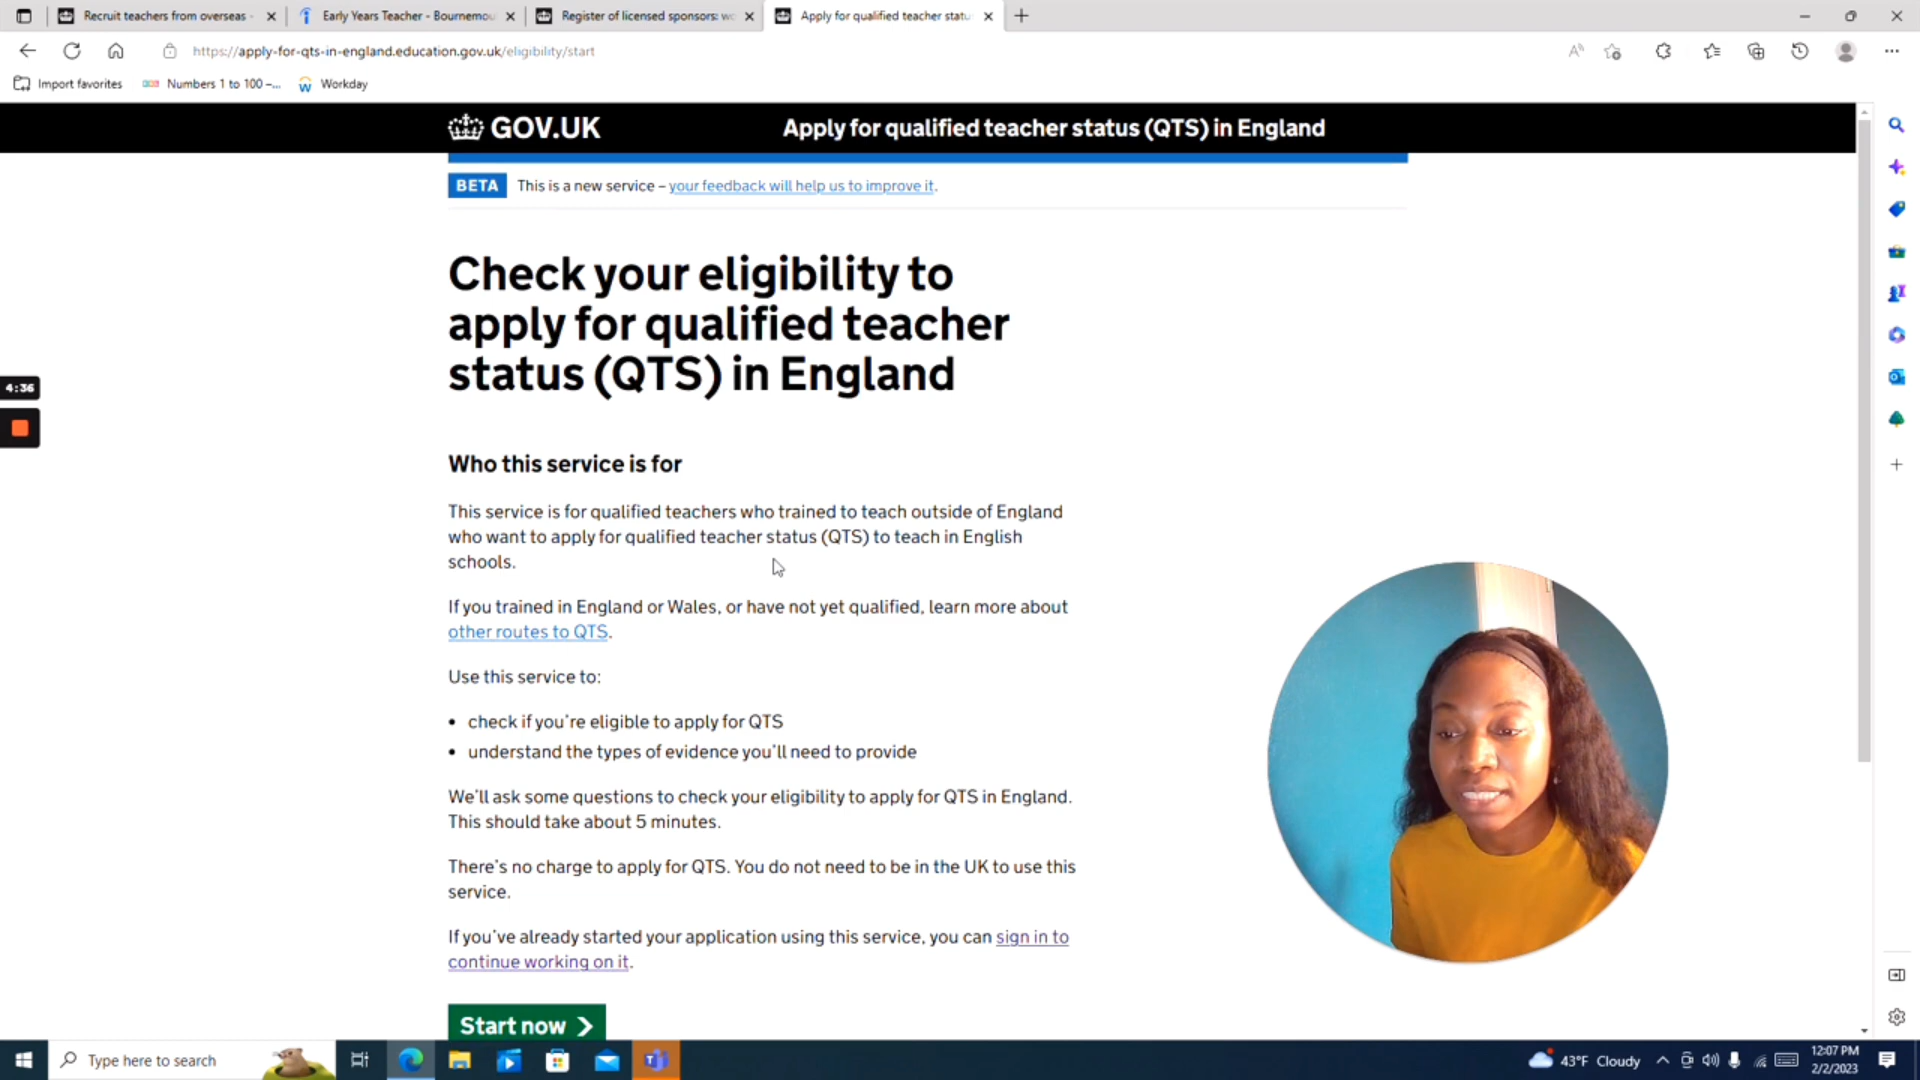 Recruit teachers from overseas -
Early Years Teacher - Bournemou
Register of licensed sponsors: wo
Apply for qualified teacher statu
https://apply-for-qts-in-england.education.gov.uk/eligibility/start
Import favorites
Numbers 1 to 100 –...
Workday
GOV.UK
Apply for qualified teacher status (QTS) in England
BETA
This is a new service – your feedback will help us to improve it.
Check your eligibility to
apply for qualified teacher
status (QTS) in England
4:36
Who this service is for
This service is for qualified teachers who trained to teach outside of England
who want to apply for qualified teacher status (QTS) to teach in English
schools.
If you trained in England or Wales, or have not yet qualified, learn more about
other routes to QTS.
Use this service to:
• check if you're eligible to apply for QTS
• understand the types of evidence you'll need to provide
We'll ask some questions to check your eligibility to apply for QTS in England.
This should take about 5 minutes.
There's no charge to apply for QTS. You do not need to be in the UK to use this
service.
If you've already started your application using this service, you can sign in to
continue working on it.
Start now
Type here to search
43°F Cloudy
12:07 PM
2/2/2023